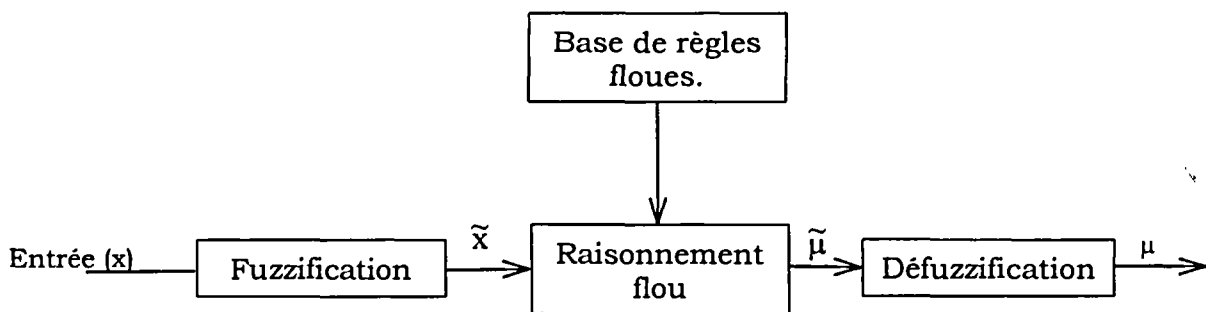 Base de règles
floues.
Entrée (x)
Fuzzification
x̃
Raisonnement
flou
μ̃
Défuzzification
μ